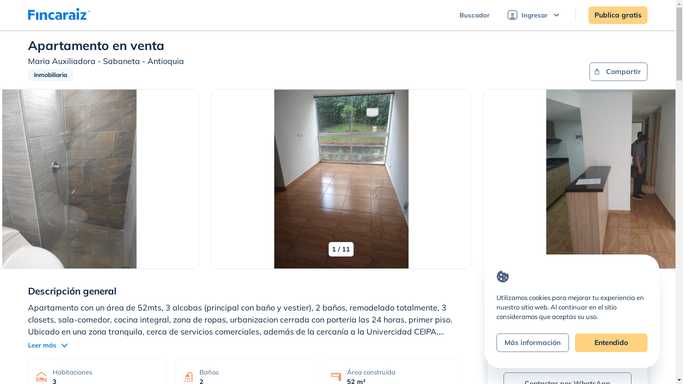 Fincaraiz
Buscador
Ingresar
Publica gratis
Apartamento en venta
Maria Auxiliadora - Sabaneta - Antioquia
Inmobiliaria
Compartir
1 / 11
Descripción general
Apartamento con un área de 52mts, 3 alcobas (principal con baño y vestier), 2 baños, remodelado totalmente, 3
closets, sala-comedor, cocina integral, zona de ropas, urbanizacion cerrada con portería las 24 horas, primer piso.
Ubicado en una zona tranquila, cerca de servicios comerciales, además de la cercanía a la Univercidad CEIPA,...
Leer más
Habitaciones
3
Baños
2
Área construida
52 m²
Utilizamos cookies para mejorar tu experiencia en
nuestro sitio web. Al continuar en el sitio
consideramos que aceptas su uso.
Más información
Entendido
Contactar por WhatsApp